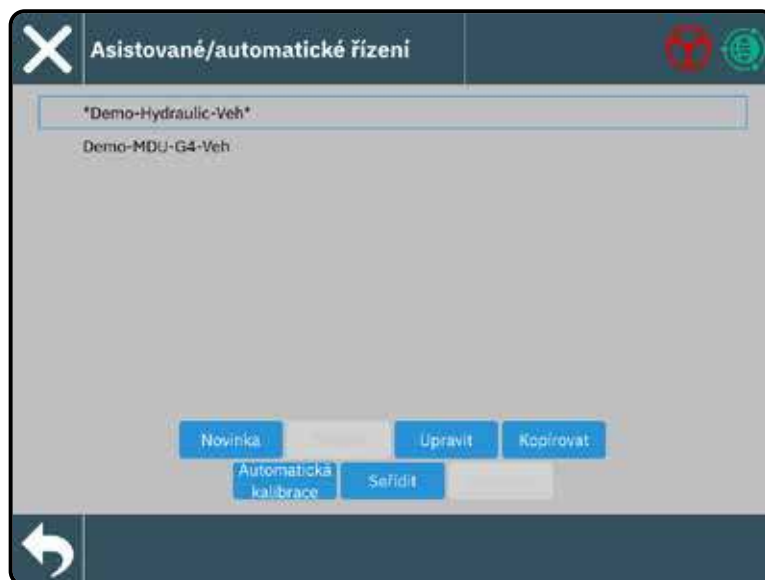 Asistované/automatické řízení
*Demo-Hydraulic-Veh*
Demo-MDU-G4-Veh
Novinka
Upravit
Kopírovat
Automatická
kalibrace
Seřídit